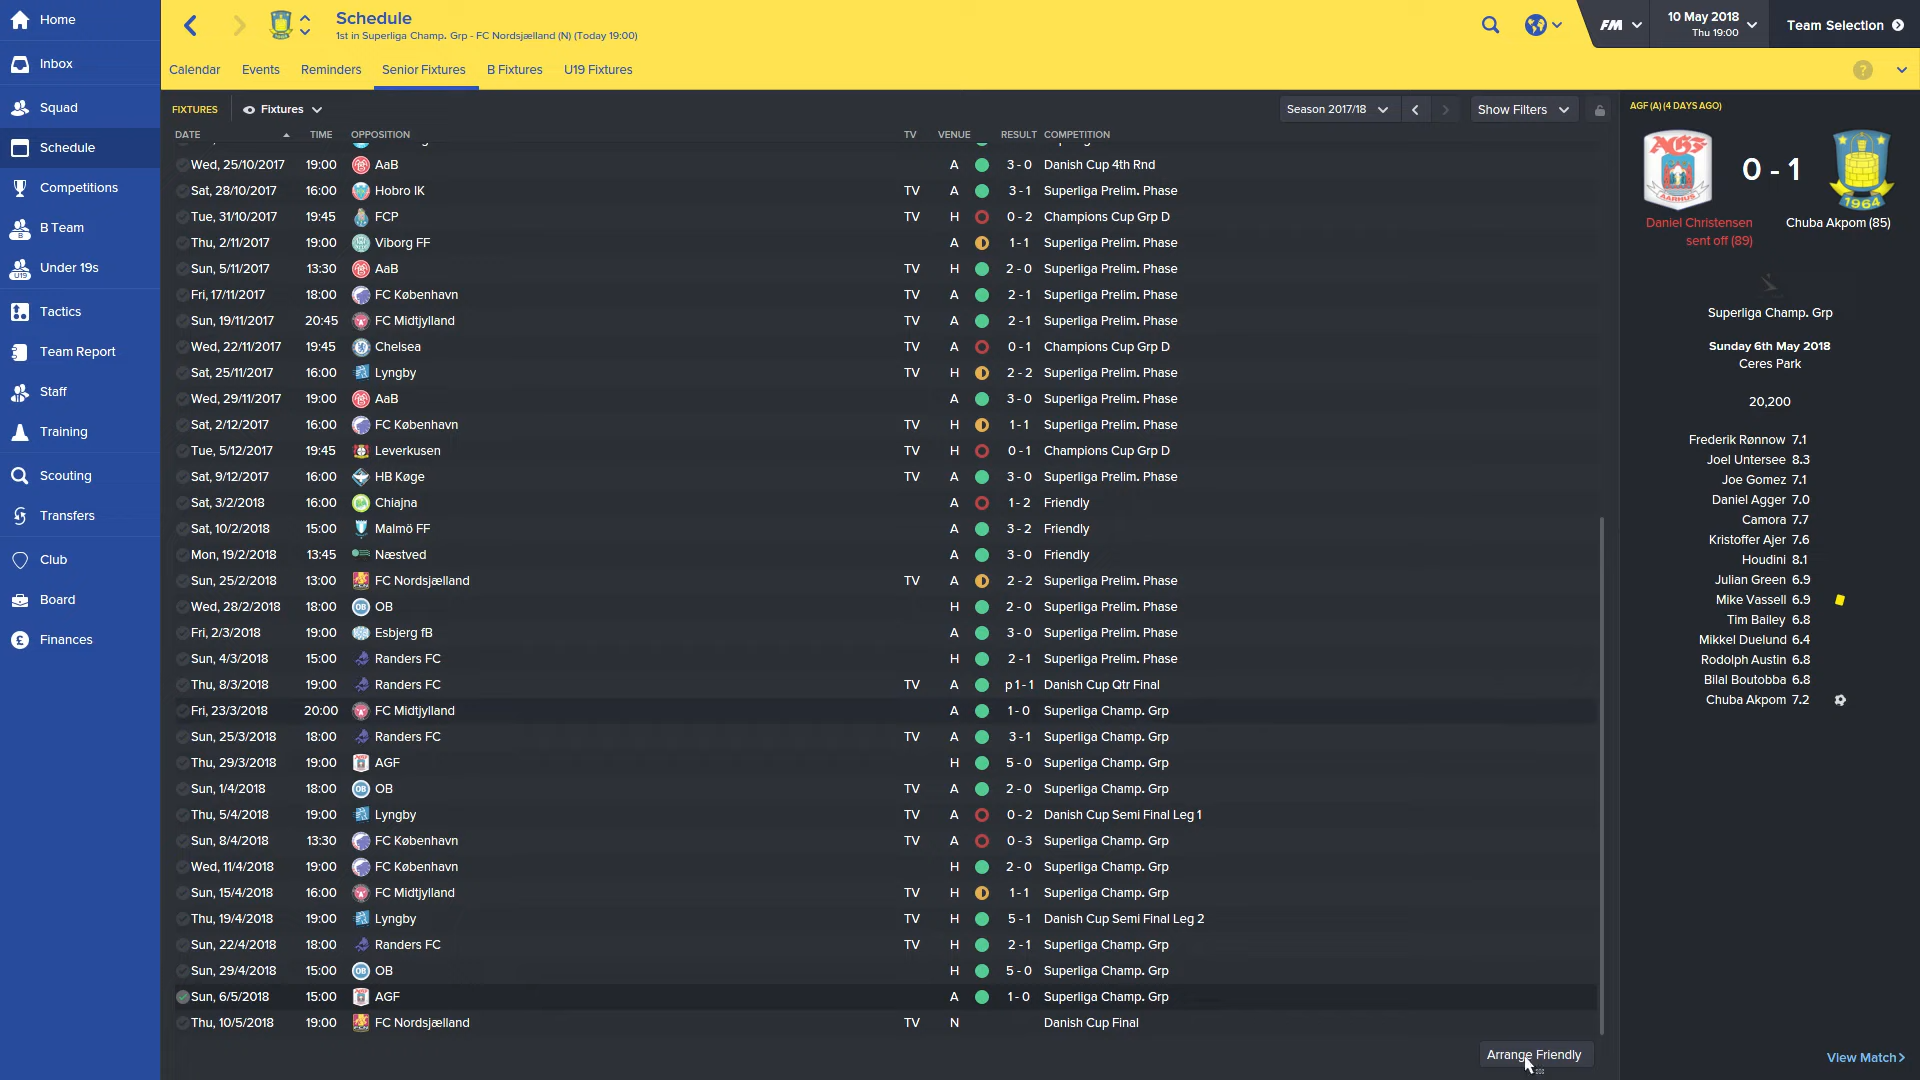 Home
Inbox
Squad
Schedule
Competitions
B Team
Under 19s
Tactics
Team Report
Staff
Training
Scouting
Transfers
Club
Board
Finances
Schedule
1st in Superliga Champ. Grp - FC Nordsjælland (N) (Today 19:00)
FM
10 May 2018
Thu 19:00
Team Selection
Calendar Events Reminders Senior Fixtures B Fixtures U19 Fixtures
FIXTURES Fixtures Season 2017/18 Show Filters
DATE TIME OPPOSITION TV VENUE RESULT COMPETITION
Wed, 25/10/2017 19:00 AaB A 3 - 0 Danish Cup 4th Rnd
Sat, 28/10/2017 16:00 Hobro IK TV A 3 - 1 Superliga Prelim. Phase
Tue, 31/10/2017 19:45 FCP TV H 0 - 2 Champions Cup Grp D
Thu, 2/11/2017 19:00 Viborg FF A 1 - 1 Superliga Prelim. Phase
Sun, 5/11/2017 13:30 AaB TV H 2 - 0 Superliga Prelim. Phase
Fri, 17/11/2017 18:00 FC København TV A 2 - 1 Superliga Prelim. Phase
Sun, 19/11/2017 20:45 FC Midtjylland TV A 2 - 1 Superliga Prelim. Phase
Wed, 22/11/2017 19:45 Chelsea TV A 0 - 1 Champions Cup Grp D
Sat, 25/11/2017 16:00 Lyngby TV H 2 - 2 Superliga Prelim. Phase
Wed, 29/11/2017 19:00 AaB A 3 - 0 Superliga Prelim. Phase
Sat, 2/12/2017 16:00 FC København TV H 1 - 1 Superliga Prelim. Phase
Tue, 5/12/2017 19:45 Leverkusen TV H 0 - 1 Champions Cup Grp D
Sat, 9/12/2017 16:00 HB Køge TV A 3 - 0 Superliga Prelim. Phase
Sat, 3/2/2018 16:00 Chiajna A 1 - 2 Friendly
Sat, 10/2/2018 15:00 Malmö FF A 3 - 2 Friendly
Mon, 19/2/2018 13:45 Næstved A 3 - 0 Friendly
Sun, 25/2/2018 13:00 FC Nordsjælland TV A 2 - 2 Superliga Prelim. Phase
Wed, 28/2/2018 18:00 OB H 2 - 0 Superliga Prelim. Phase
Fri, 2/3/2018 19:00 Esbjerg fB A 3 - 0 Superliga Prelim. Phase
Sun, 4/3/2018 15:00 Randers FC H 2 - 1 Superliga Prelim. Phase
Thu, 8/3/2018 19:00 Randers FC TV A p 1 - 1 Danish Cup Qtr Final
Fri, 23/3/2018 20:00 FC Midtjylland A 1 - 0 Superliga Champ. Grp
Sun, 25/3/2018 18:00 Randers FC TV A 3 - 1 Superliga Champ. Grp
Thu, 29/3/2018 19:00 AGF H 5 - 0 Superliga Champ. Grp
Sun, 1/4/2018 18:00 OB TV A 2 - 0 Superliga Champ. Grp
Thu, 5/4/2018 19:00 Lyngby TV A 0 - 2 Danish Cup Semi Final Leg 1
Sun, 8/4/2018 13:30 FC København TV A 0 - 3 Superliga Champ. Grp
Wed, 11/4/2018 19:00 FC København H 2 - 0 Superliga Champ. Grp
Sun, 15/4/2018 16:00 FC Midtjylland TV H 1 - 1 Superliga Champ. Grp
Thu, 19/4/2018 19:00 Lyngby TV H 5 - 1 Danish Cup Semi Final Leg 2
Sun, 22/4/2018 18:00 Randers FC TV H 2 - 1 Superliga Champ. Grp
Sun, 29/4/2018 15:00 OB H 5 - 0 Superliga Champ. Grp
Sun, 6/5/2018 15:00 AGF A 1 - 0 Superliga Champ. Grp
Thu, 10/5/2018 19:00 FC Nordsjælland TV N Danish Cup Final
Arrange Friendly
AGF (A) (4 DAYS AGO)
AGF
AARHUS
0 - 1
1964
Daniel Christensen sent off (89)
Chuba Akpom (85)
Superliga Champ. Grp
Sunday 6th May 2018
Ceres Park
20,200
Frederik Rønnow 7.1
Joel Untersee 8.3
Joe Gomez 7.1
Daniel Agger 7.0
Camora 7.7
Kristoffer Ajer 7.6
Houdini 8.1
Julian Green 6.9
Mike Vassell 6.9
Tim Bailey 6.8
Mikkel Duelund 6.4
Rodolph Austin 6.8
Bilal Boutobba 6.8
Chuba Akpom 7.2
View Match